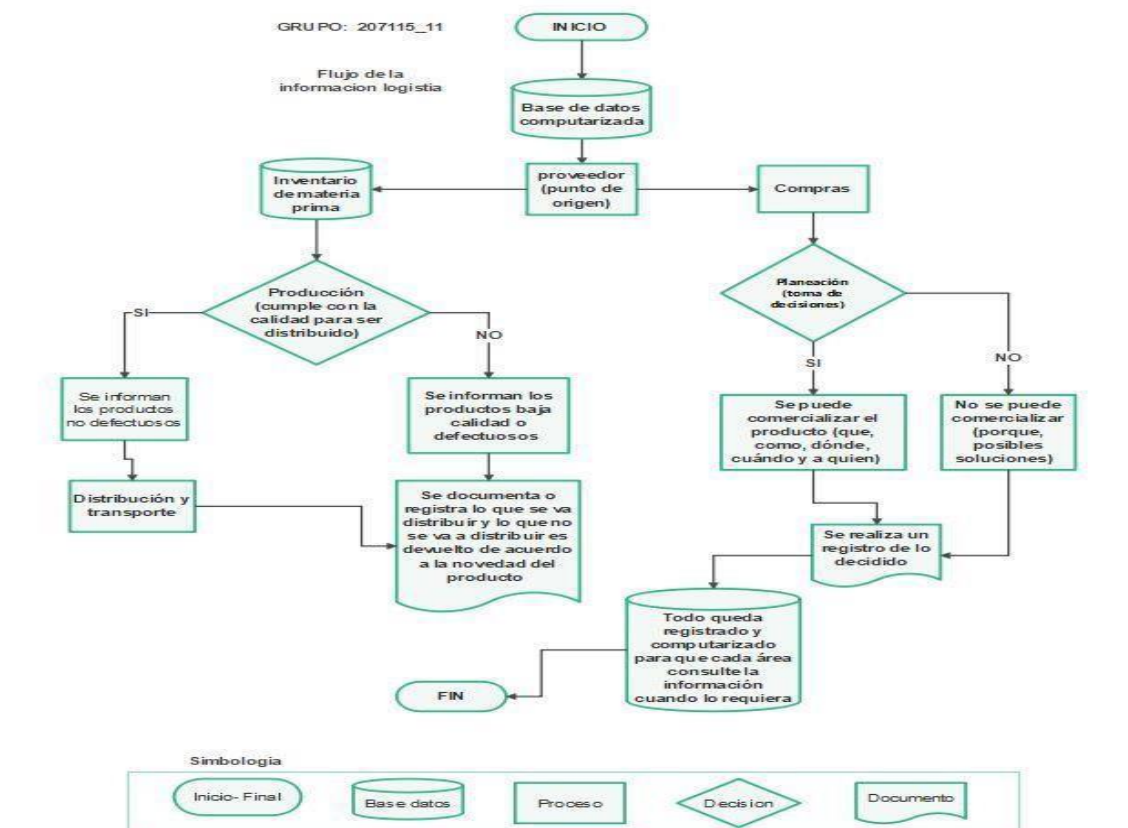 GRUPO: 207115_11
INICIO
Flujo de la
informacion logistia
Base de datos
computarizada
Inventario
de materia
prima
proveedor
(punto de
origen)
Compras
Producción
(cumple con la
calidad para ser
distribuido)
Planeación
(toma de
decisiones)
SI
NO
SI
NO
Se informan
los productos
no defectuosos
Se informan los
productos baja
calidad o
defectuosos
Se puede
comercializar el
producto (que,
como, dónde,
cuándo y a quien)
No se puede
comercializar
(porque,
posibles
soluciones)
Distribución y
transporte
Se documenta o
registra lo que se va
distribuir y lo que no
se va a distribuir es
devuelto de acuerdo
a la novedad del
producto
Se realiza un
registro de lo
decidido
Todo queda
registrado y
computarizado
para que cada área
consulte la
información
cuando lo requiera
FIN
Simbologia
Inicio- Final
Base datos
Proceso
Decision
Documento